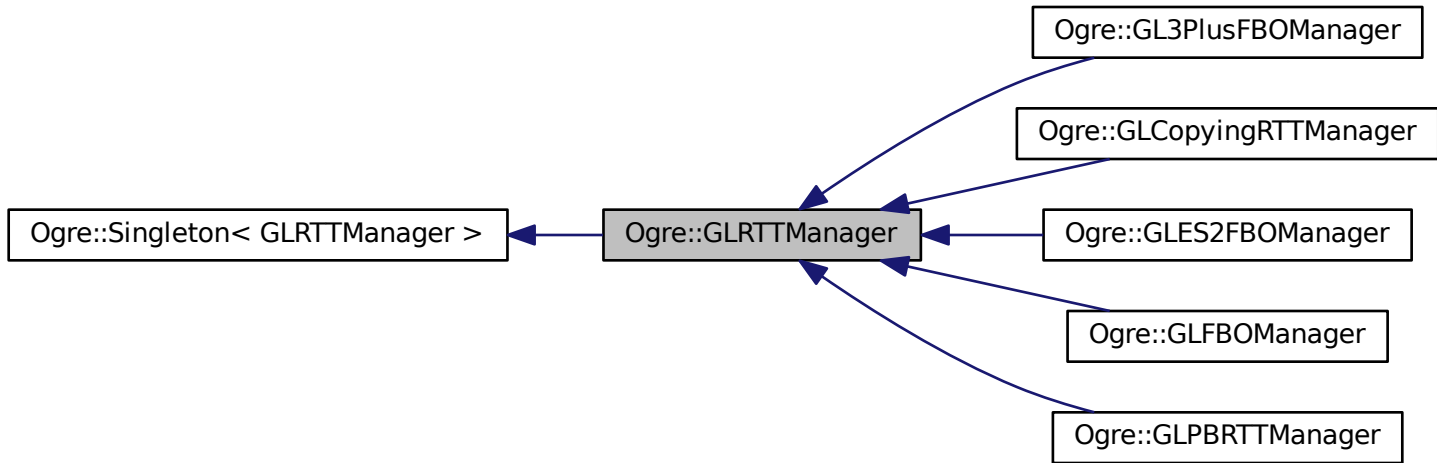 Ogre::GL3PlusFBOManager
Ogre::GLCopyingRTTManager
Ogre::Singleton< GLRTTManager >
Ogre::GLRTTManager
Ogre::GLES2FBOManager
Ogre::GLFBOManager
Ogre::GLPBRTTManager